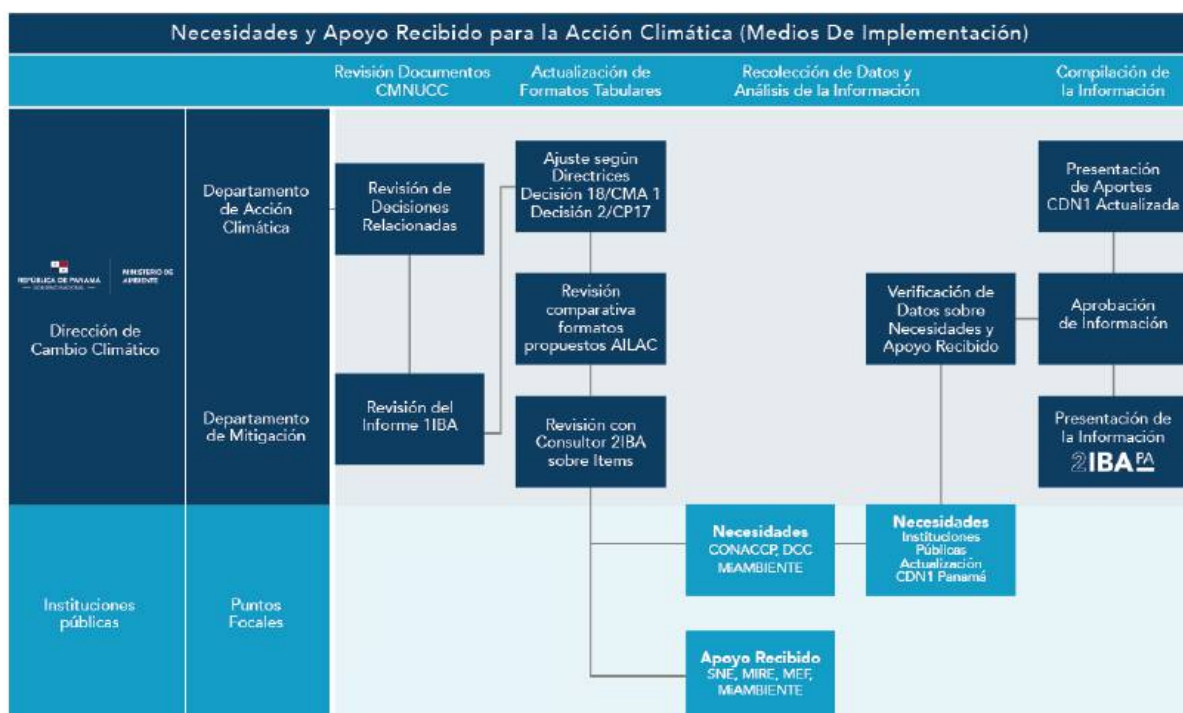 Necesidades y Apoyo Recibido para la Acción Climática (Medios De Implementación)
Revisión Documentos
CMNUCC
Actualización de
Formatos Tabulares
Recolección de Datos y
Análisis de la Información
Compilación de
la Información
REPÚBLICA DE PANAMÁ
— GOBIERNO NACIONAL —
MINISTERIO DE
AMBIENTE
Dirección de
Cambio Climático
Departamento
de Acción
Climática
Departamento
de Mitigación
Revisión de
Decisiones
Relacionadas
Revisión del
Informe 1IBA
Ajuste según
Directrices
Decisión 18/CMA 1
Decisión 2/CP17
Revisión
comparativa
formatos
propuestos AILAC
Revisión con
Consultor 2IBA
sobre Items
Verificación de
Datos sobre
Necesidades y
Apoyo Recibido
Presentación
de Aportes
CDN1 Actualizada
Aprobación
de Información
Presentación de
la Información
2IBA PA
Instituciones
públicas
Puntos
Focales
Necesidades
CONACCP, DCC
MiAMBIENTE
Necesidades
Instituciones
Públicas
Actualización
CDN1 Panamá
Apoyo Recibido
SNE, MIRE, MEF,
MiAMBIENTE